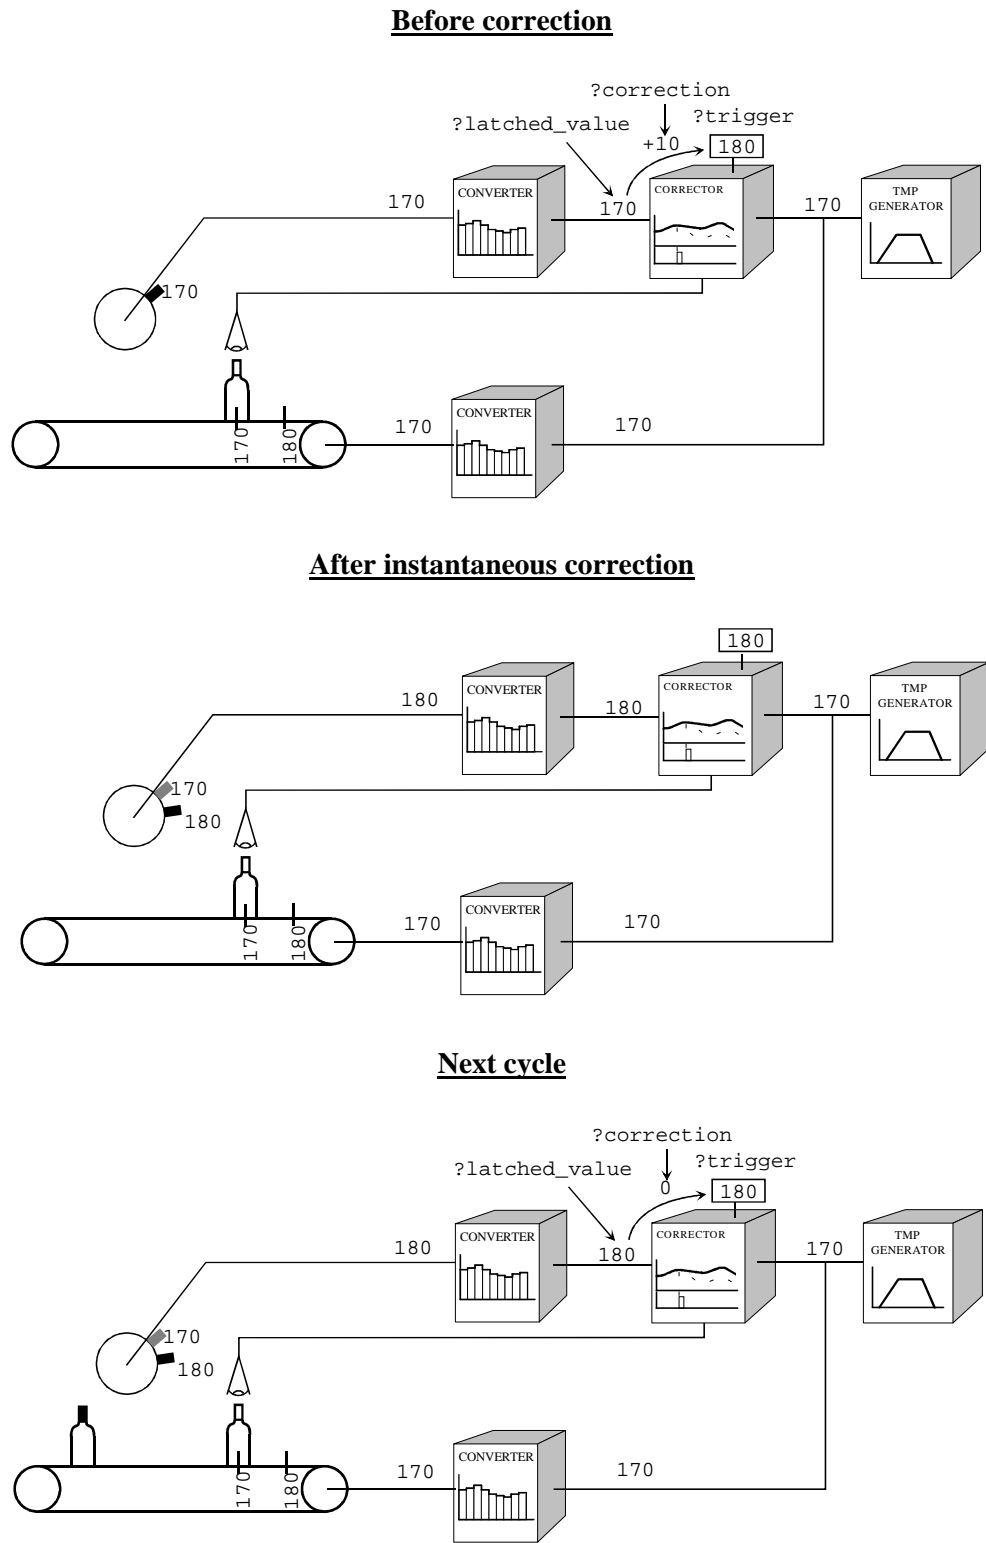 Before correction
?correction
?latched_value
?trigger
+10
180
CONVERTER
CORRECTOR
TMP
GENERATOR
170
170
170
170
CONVERTER
170
170
170
180
After instantaneous correction
180
CONVERTER
CORRECTOR
TMP
GENERATOR
180
180
170
170
180
CONVERTER
170
170
170
180
Next cycle
?correction
?latched_value
?trigger
0
180
CONVERTER
CORRECTOR
TMP
GENERATOR
180
180
170
170
180
CONVERTER
170
170
170
180